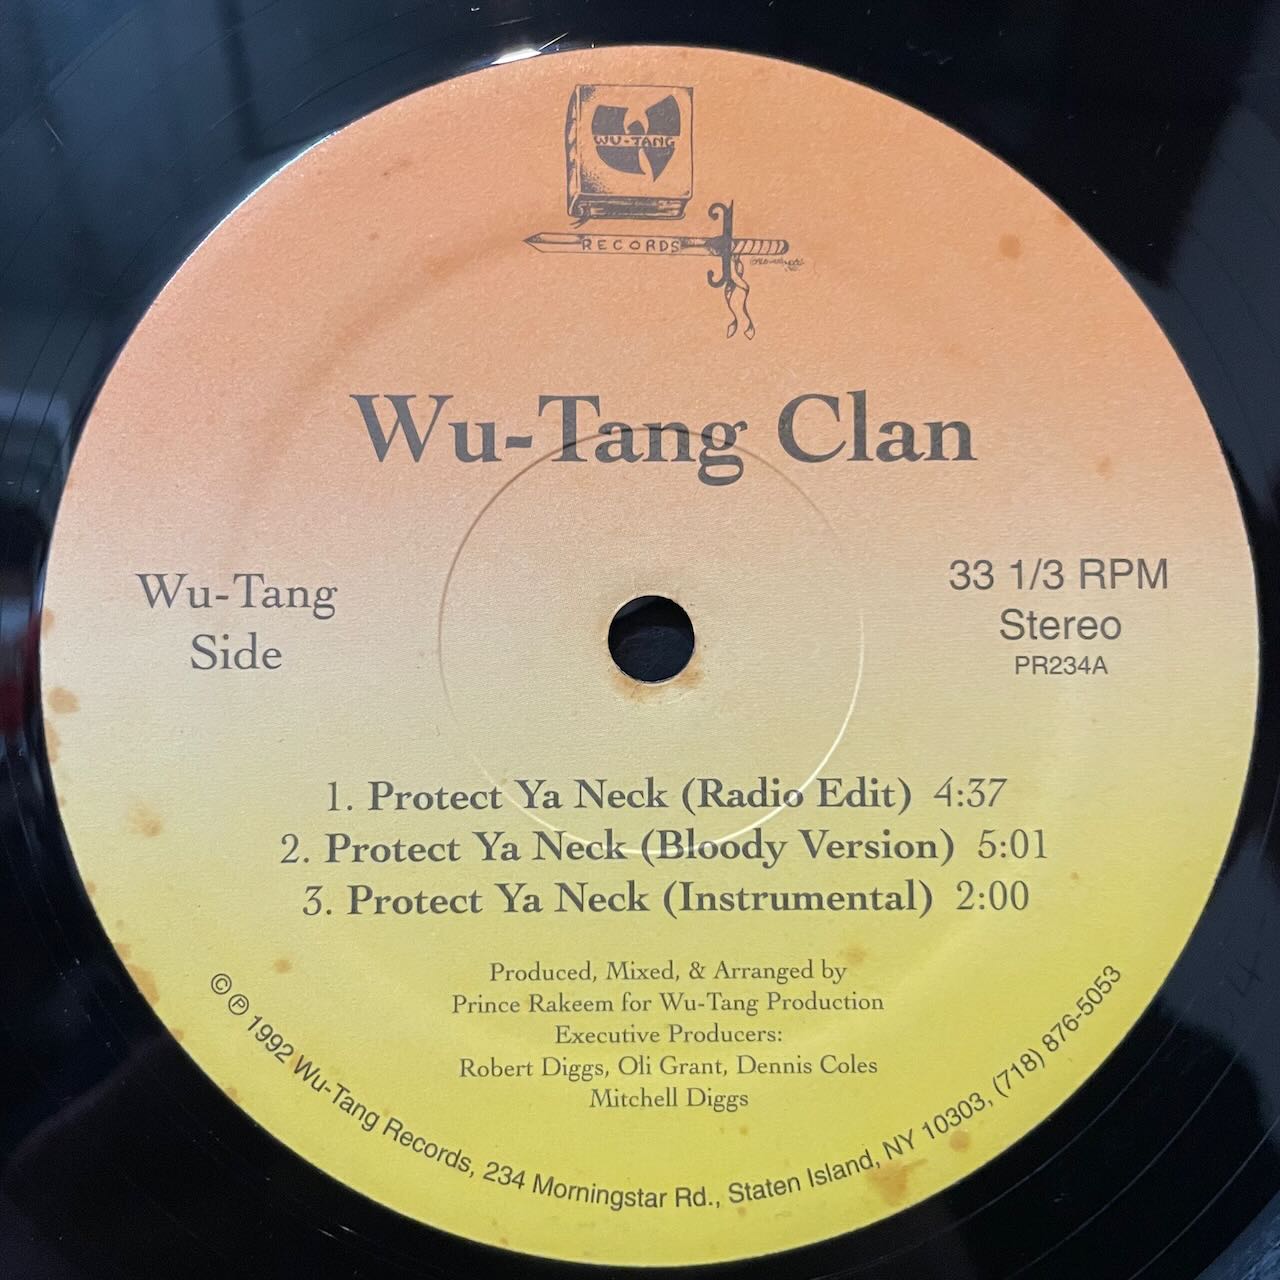 WU-TANG
RECORDS
Wu-Tang Clan
Wu-Tang
Side
33 1/3 RPM
Stereo
PR234A
1. Protect Ya Neck (Radio Edit) 4:37
2. Protect Ya Neck (Bloody Version) 5:01
3. Protect Ya Neck (Instrumental) 2:00
Produced, Mixed, & Arranged by
Prince Rakeem for Wu-Tang Production
Executive Producers:
Robert Diggs, Oli Grant, Dennis Coles
Mitchell Diggs
©℗ 1992 Wu-Tang Records, 234 Morningstar Rd., Staten Island, NY 10303, (718) 876-5053